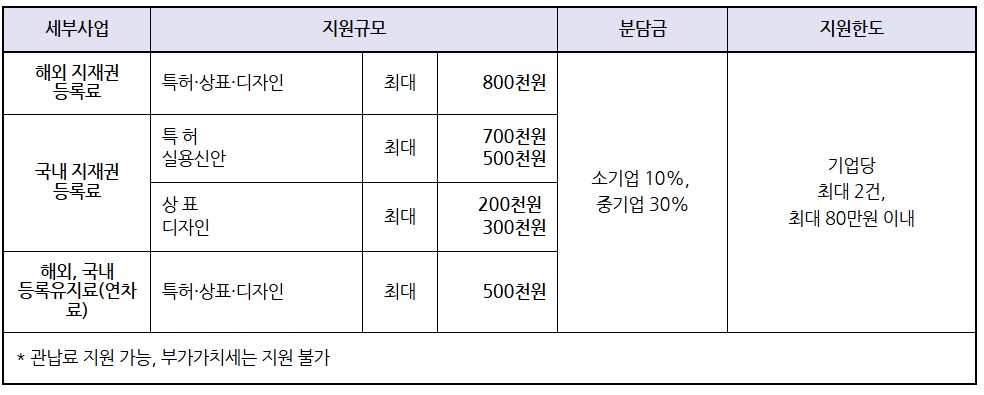 세부사업 지원규모 분담금 지원한도
해외 지재권
등록료
특허·상표·디자인 최대 800천원
국내 지재권
등록료
특 허
실용신안
최대
700천원
500천원
상 표
디자인
최대
200천원
300천원
해외, 국내
등록유지료(연차
료)
특허·상표·디자인 최대 500천원
소기업 10%,
중기업 30%
기업당
최대 2건,
최대 80만원 이내
* 관납료 지원 가능, 부가가치세는 지원 불가